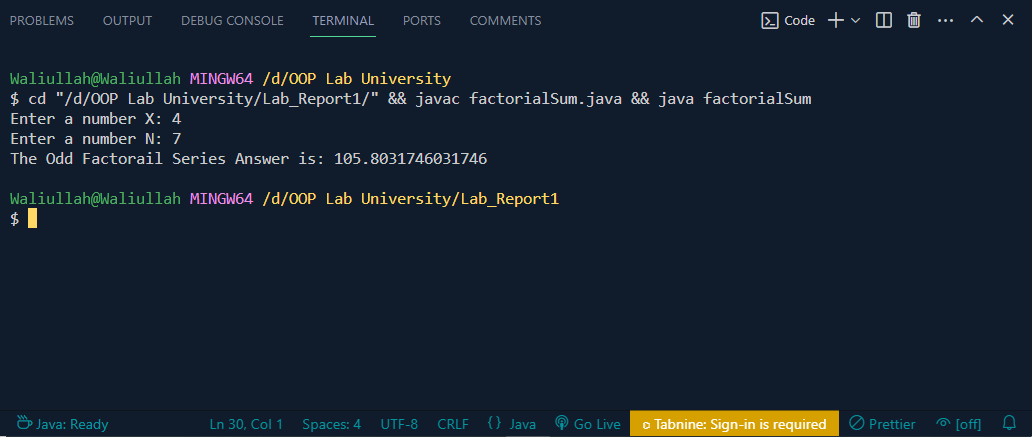 PROBLEMS OUTPUT DEBUG CONSOLE TERMINAL PORTS COMMENTS Code
Waliullah@Waliullah MINGW64 /d/OOP Lab University
$ cd "/d/OOP Lab University/Lab_Report1/" && javac factorialSum.java && java factorialSum
Enter a number X: 4
Enter a number N: 7
The Odd Factorail Series Answer is: 105.8031746031746
Waliullah@Waliullah MINGW64 /d/OOP Lab University/Lab_Report1
$
Java: Ready Ln 30, Col 1 Spaces: 4 UTF-8 CRLF {} Java Go Live Tabnine: Sign-in is required Prettier [off]